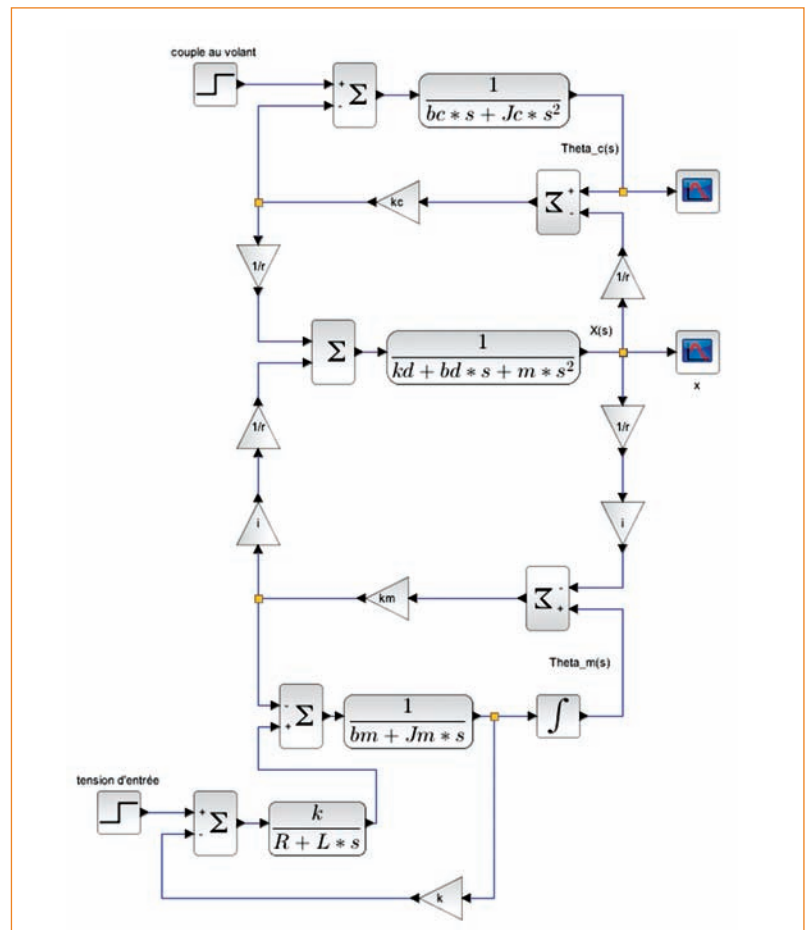 couple au volant
+
-
Σ
1
bc * s + Jc * s²
Theta_c(s)
kc
Σ
+
-
1/r
1/r
Σ
1
kd + bd * s + m * s²
X(s)
x
1/r
1/r
i
i
km
Σ
-
+
Theta_m(s)
-
+
Σ
1
bm + Jm * s
∫
tension d'entrée
+
-
Σ
k
R + L * s
k